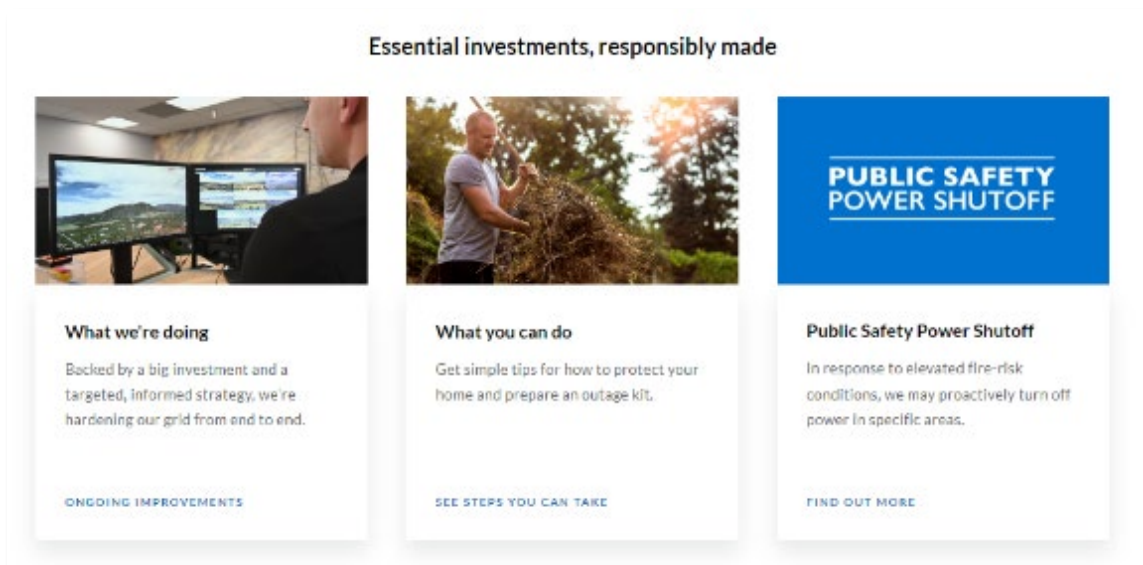 Essential investments, responsibly made
PUBLIC SAFETY
POWER SHUTOFF
What we're doing
Backed by a big investment and a
targeted, informed strategy, we're
hardening our grid from end to end.
ONGOING IMPROVEMENTS
What you can do
Get simple tips for how to protect your
home and prepare an outage kit.
SEE STEPS YOU CAN TAKE
Public Safety Power Shutoff
In response to elevated fire-risk
conditions, we may proactively turn off
power in specific areas.
FIND OUT MORE